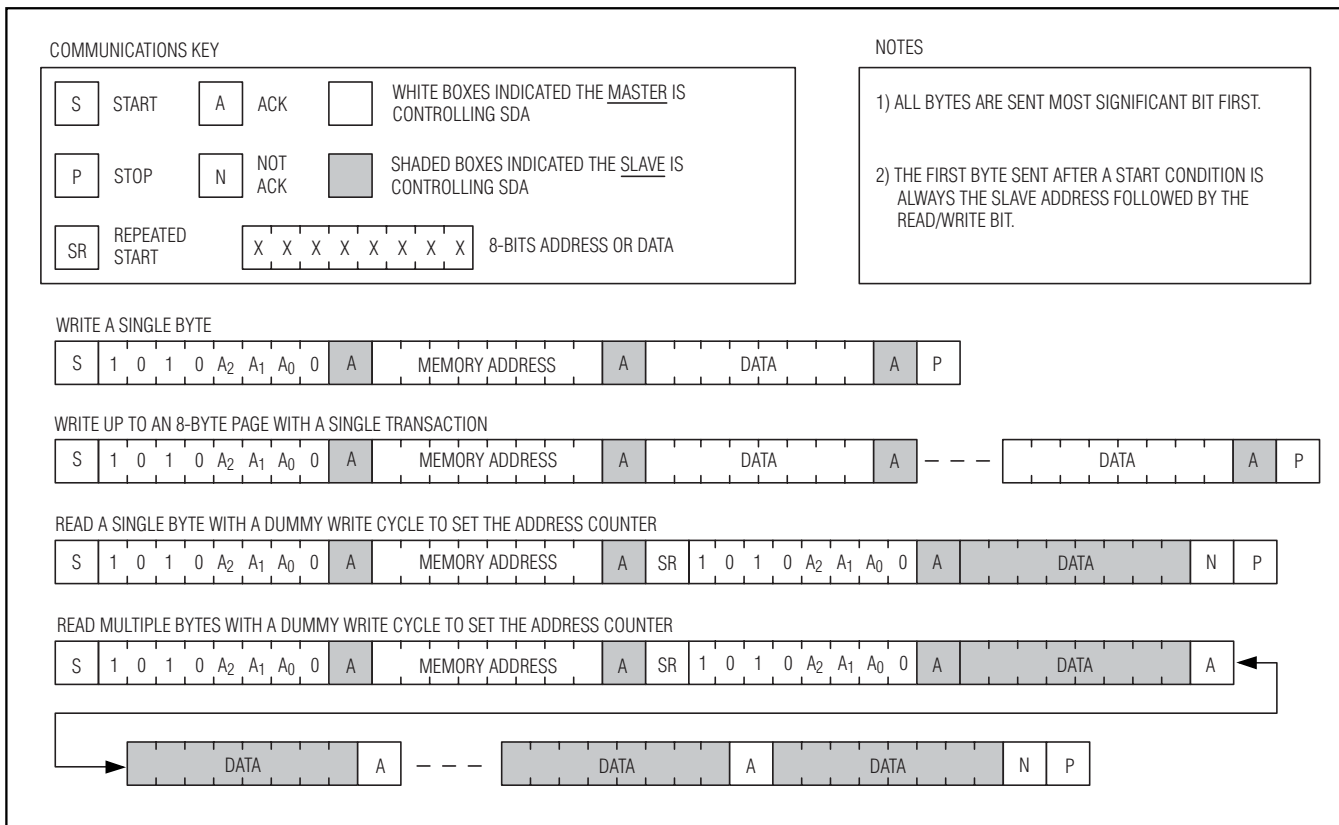 COMMUNICATIONS KEY
S START A ACK WHITE BOXES INDICATED THE MASTER IS
CONTROLLING SDA
P STOP N NOT
ACK SHADED BOXES INDICATED THE SLAVE IS
CONTROLLING SDA
SR REPEATED
START X X X X X X X X 8-BITS ADDRESS OR DATA
NOTES
1) ALL BYTES ARE SENT MOST SIGNIFICANT BIT FIRST.
2) THE FIRST BYTE SENT AFTER A START CONDITION IS
ALWAYS THE SLAVE ADDRESS FOLLOWED BY THE
READ/WRITE BIT.
WRITE A SINGLE BYTE
S 1 0 1 0 A2 A1 A0 0 A MEMORY ADDRESS A DATA A P
WRITE UP TO AN 8-BYTE PAGE WITH A SINGLE TRANSACTION
S 1 0 1 0 A2 A1 A0 0 A MEMORY ADDRESS A DATA A DATA A P
READ A SINGLE BYTE WITH A DUMMY WRITE CYCLE TO SET THE ADDRESS COUNTER
S 1 0 1 0 A2 A1 A0 0 A MEMORY ADDRESS A SR 1 0 1 0 A2 A1 A0 0 A DATA N P
READ MULTIPLE BYTES WITH A DUMMY WRITE CYCLE TO SET THE ADDRESS COUNTER
S 1 0 1 0 A2 A1 A0 0 A MEMORY ADDRESS A SR 1 0 1 0 A2 A1 A0 0 A DATA A
DATA A DATA A DATA N P